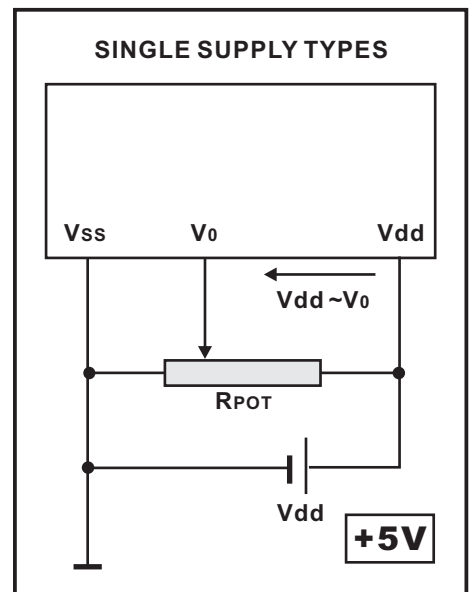 SINGLE SUPPLY TYPES
Vss V0 Vdd
Vdd ~V0
RPOT
Vdd
+5V